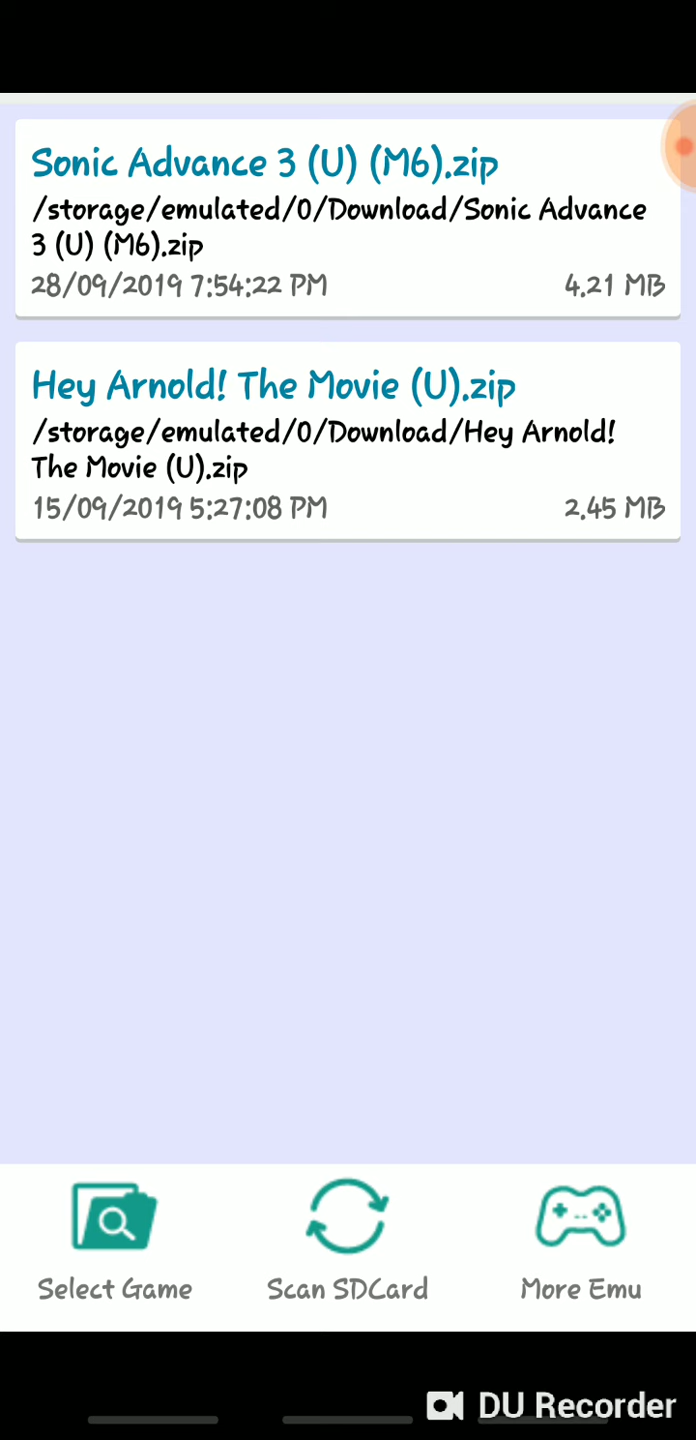 Sonic Advance 3 (U) (M6).zip
/storage/emulated/0/Download/Sonic Advance
3 (U) (M6).zip
28/09/2019 7:54:22 PM 4.21 MB
Hey Arnold! The Movie (U).zip
/storage/emulated/0/Download/Hey Arnold!
The Movie (U).zip
15/09/2019 5:27:08 PM 2.45 MB
Select Game Scan SDCard More Emu
DU Recorder